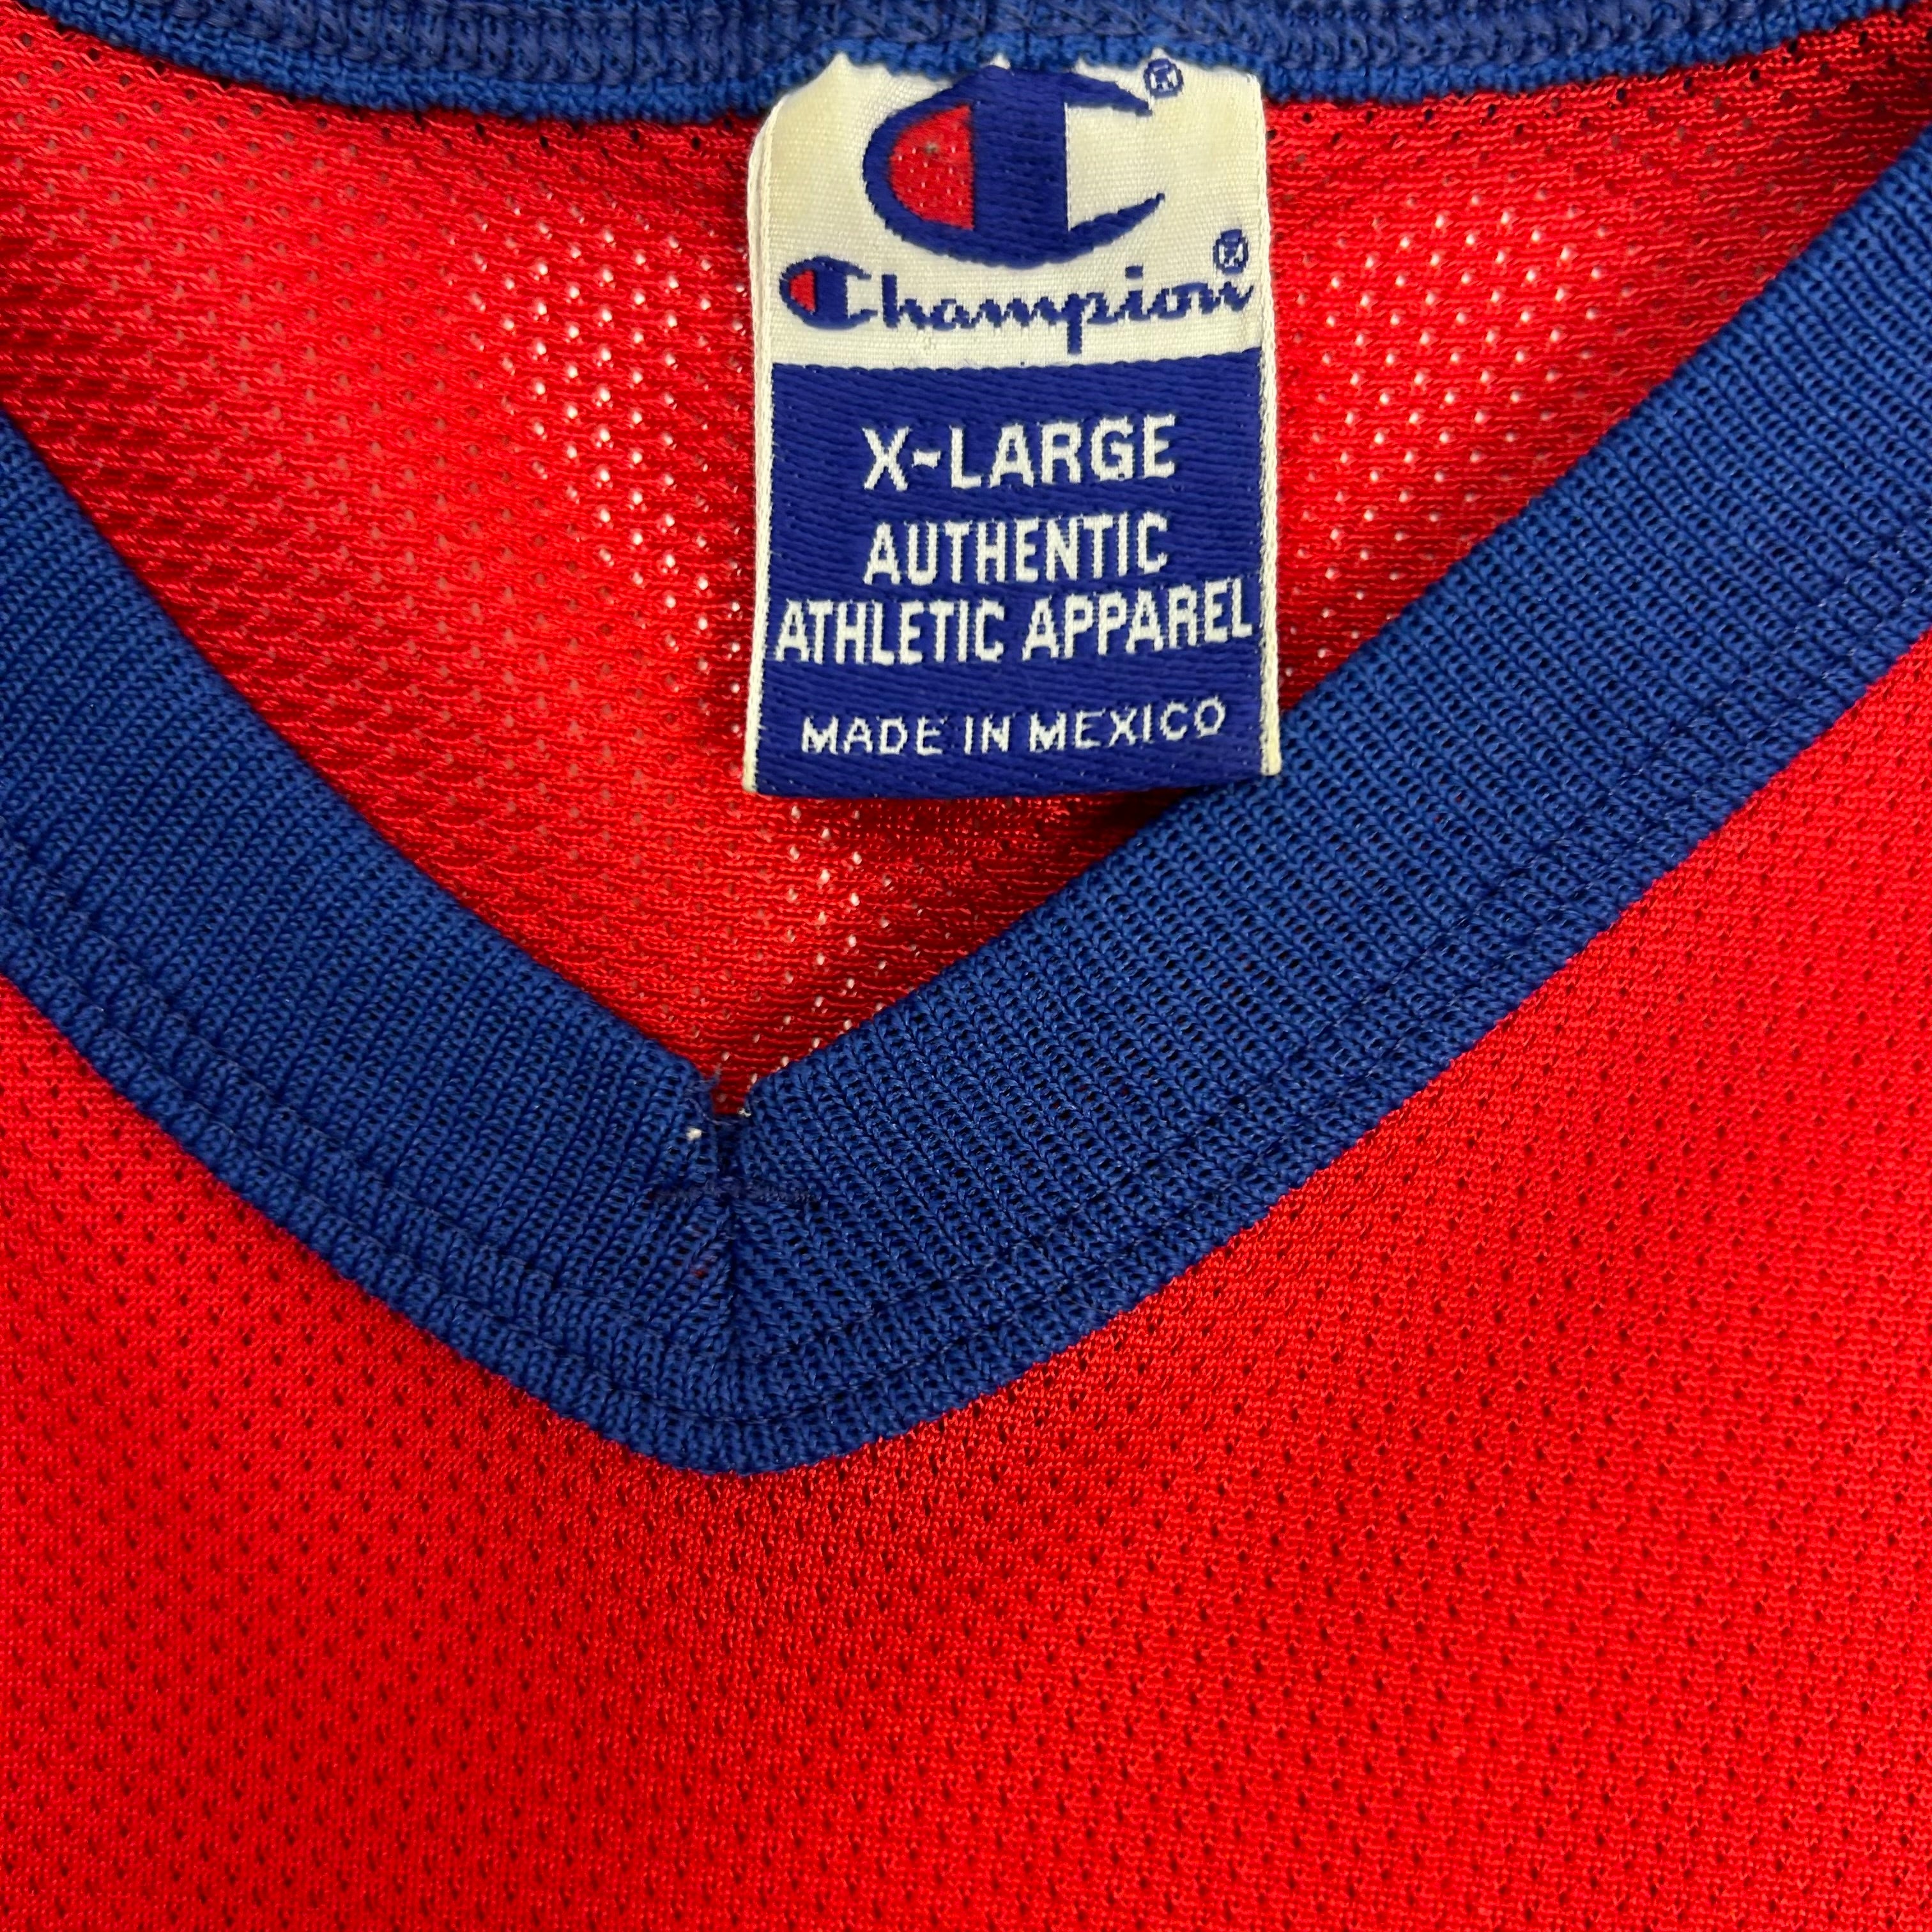 ®
Champion®
X-LARGE
AUTHENTIC
ATHLETIC APPAREL
MADE IN MEXICO